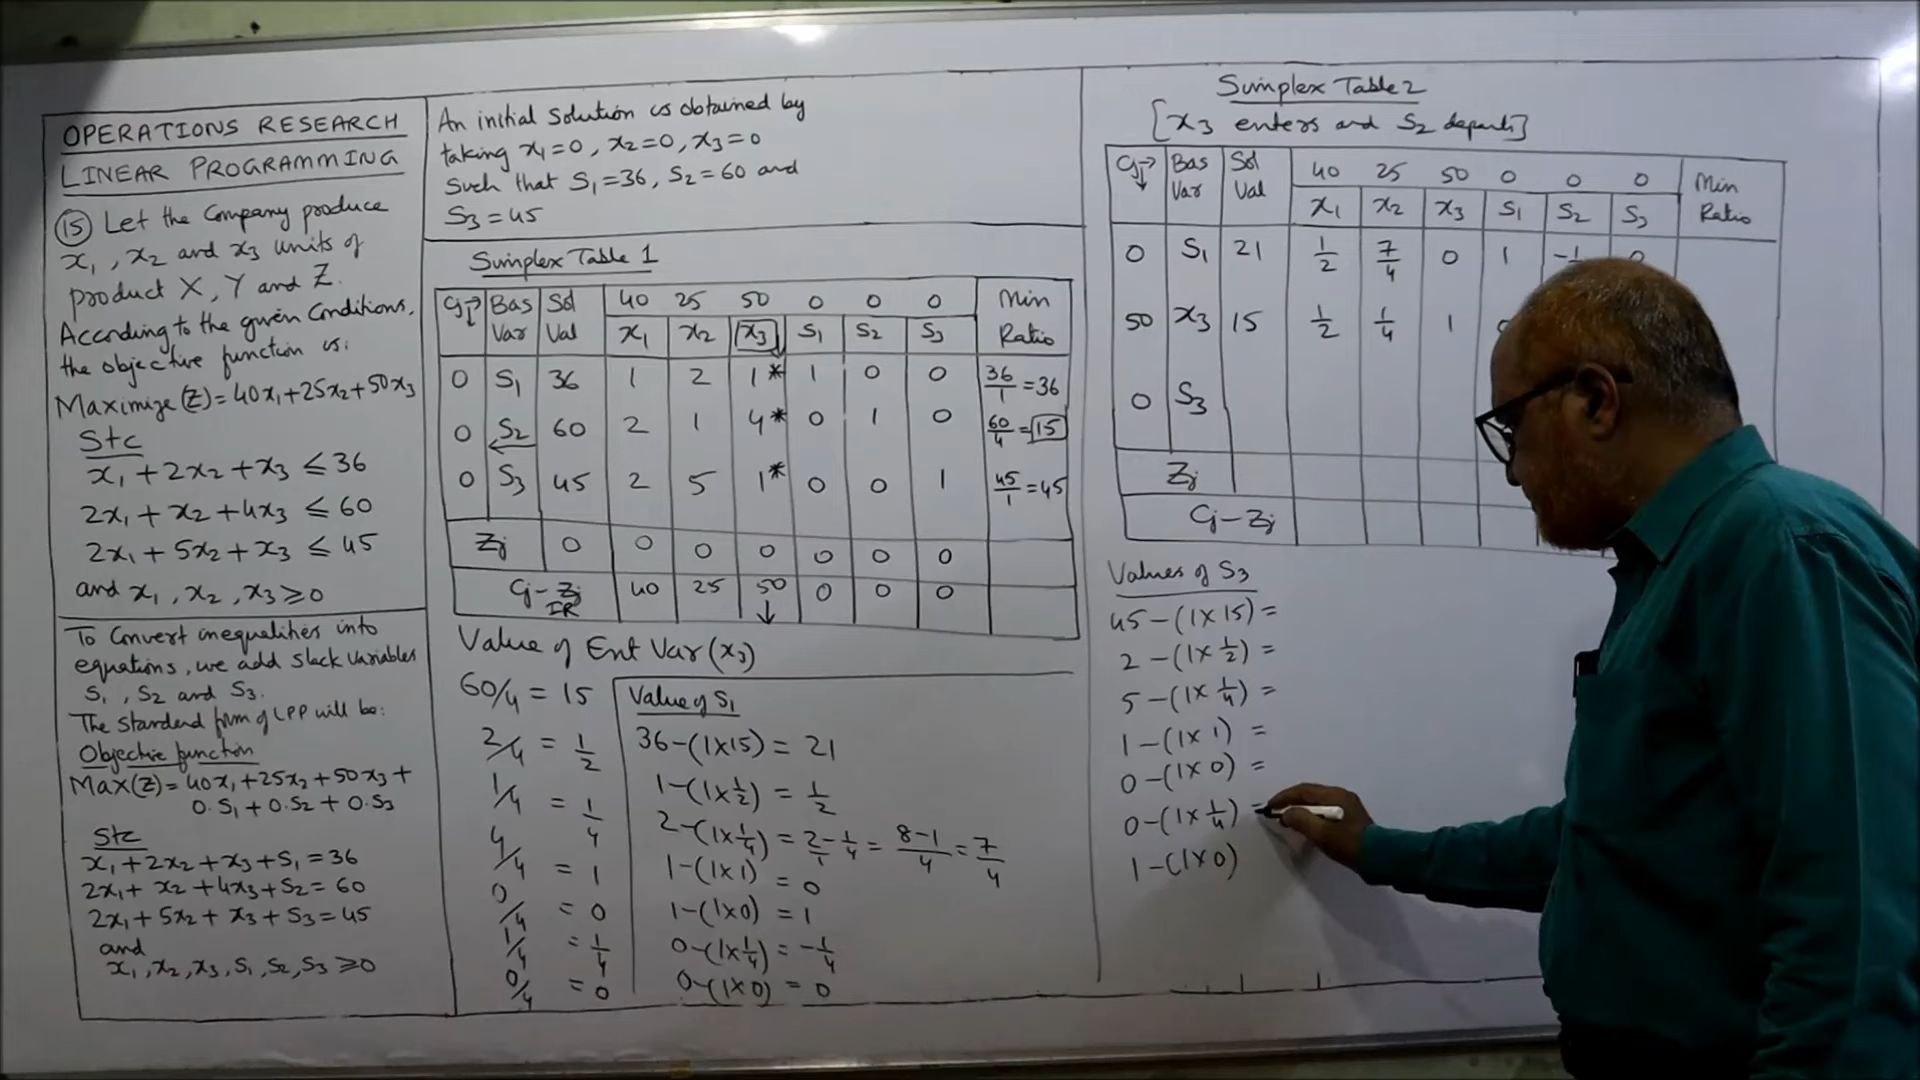 OPERATIONS RESEARCH
LINEAR PROGRAMMING
(15) Let the Company produce
x₁, x₂ and x₃ units of
product X, Y and Z.
According to the given Conditions,
the objective function is:
Maximize (Z) = 40x₁+25x₂+50x₃
Stc
x₁+2x₂+x₃ ≤ 36
2x₁+x₂+4x₃ ≤ 60
2x₁+5x₂+x₃ ≤ 45
and x₁, x₂, x₃ ≥ 0
To Convert inequalities into
equations, we add slack variables
S₁, S₂ and S₃.
The Standard form of LPP will be:
Objective function
Max(Z) = 40x₁+25x₂+50x₃+
0.S₁+0.S₂+0.S₃
Stc
x₁+2x₂+x₃+S₁=36
2x₁+x₂+4x₃+S₂=60
2x₁+5x₂+x₃+S₃=45
and
x₁, x₂, x₃, S₁, S₂, S₃ ≥ 0
An initial Solution is obtained by
taking x₁=0, x₂=0, x₃=0
Such that S₁=36, S₂=60 and
S₃=45
Simplex Table 1
Cj→ Bas Sol 40 25 50 0 0 0 Min
↓ Var Val x₁ x₂ x₃ S₁ S₂ S₃ Ratio
0 S₁ 36 1 2 1* 1 0 0 36/1 = 36
0 S₂ 60 2 1 4* 0 1 0 60/4 = 15
0 S₃ 45 2 5 1* 0 0 1 45/1 = 45
Zj 0 0 0 0 0 0 0
Cj-Zj 40 25 50 0 0 0
IR ↓
Value of Ent Var (x₃)
60/4 = 15
2/4 = 1/2
1/4 = 1/4
4/4 = 1
0/4 = 0
1/4 = 1/4
0/4 = 0
Value of S₁
36-(1×15) = 21
1-(1×1/2) = 1/2
2-(1×1/4) = 2/1-1/4 = 8-1/4 = 7/4
1-(1×1) = 0
1-(1×0) = 1
0-(1×1/4) = -1/4
0-(1×0) = 0
Simplex Table 2
[x₃ enters and S₂ departs]
Cj→ Bas Sol 40 25 50 0 0 0 Min
↓ Var Val x₁ x₂ x₃ S₁ S₂ S₃ Ratio
0 S₁ 21 1/2 7/4 0 1
50 x₃ 15 1/2 1/4 1
0 S₃
Zj
Cj-Zj
Values of S₃
45-(1×15) =
2-(1×1/2) =
5-(1×1/4) =
1-(1×1) =
0-(1×0) =
0-(1×1/4) =
1-(1×0)